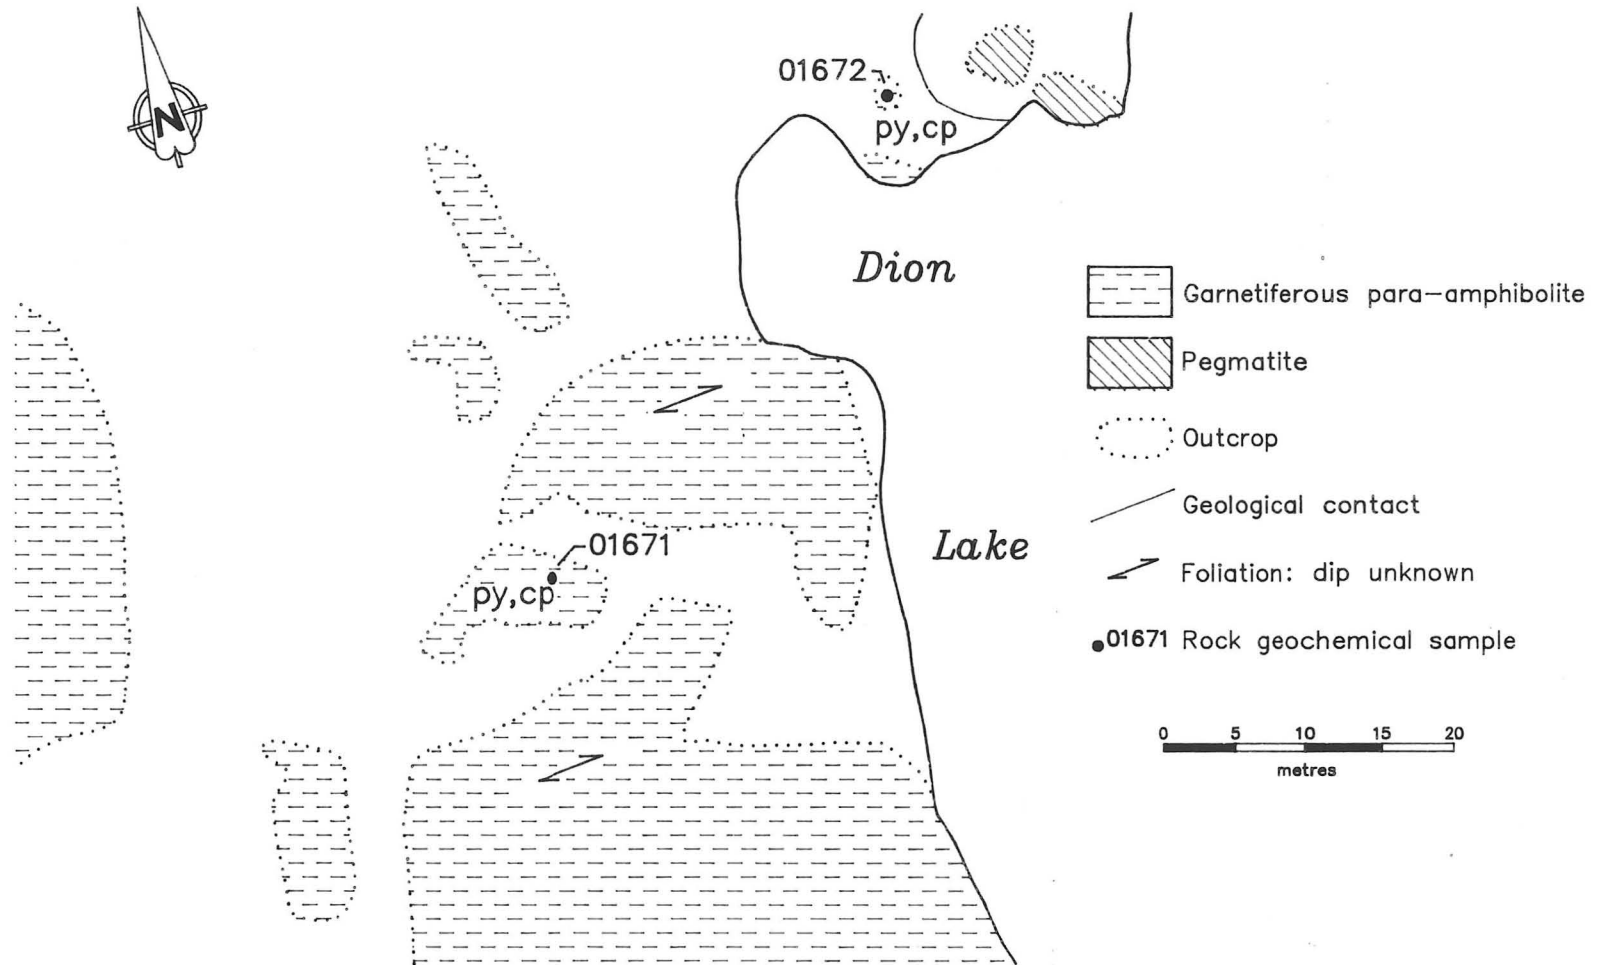 N
01672
py,cp
Dion
Garnetiferous para-amphibolite
Pegmatite
Outcrop
Geological contact
Lake
01671
py,cp
Foliation: dip unknown
01671 Rock geochemical sample
0 5 10 15 20
metres